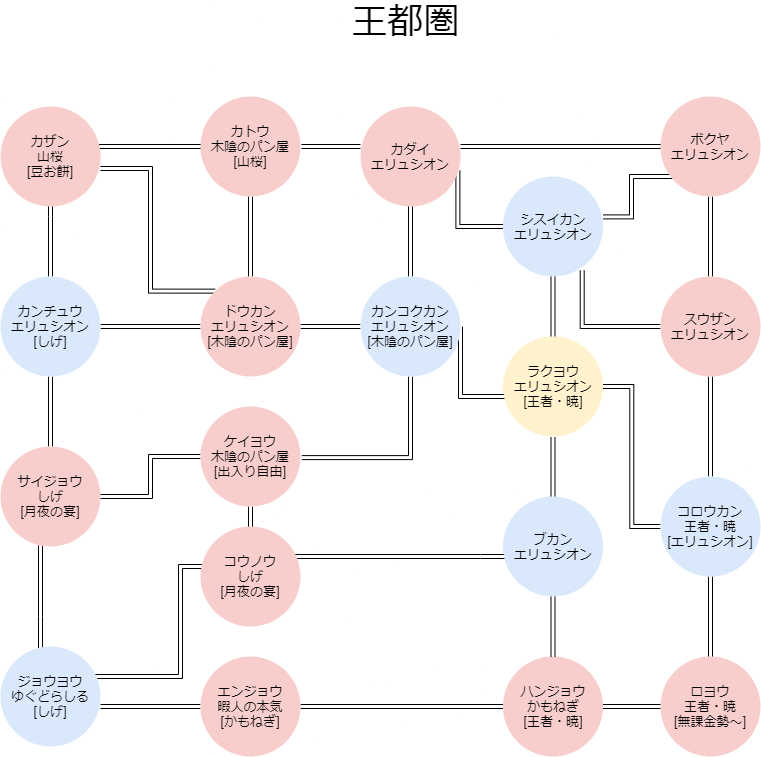 王都圏
カザン
山桜
[豆お餅]
カトウ
木陰のパン屋
[山桜]
カダイ
エリュシオン
ボクヤ
エリュシオン
シスイカン
エリュシオン
カンチュウ
エリュシオン
[しげ]
ドウカン
エリュシオン
[木陰のパン屋]
カンコクカン
エリュシオン
[木陰のパン屋]
スウザン
エリュシオン
ラクヨウ
エリュシオン
[王者・暁]
サイジョウ
しげ
[月夜の宴]
ケイヨウ
木陰のパン屋
[出入り自由]
コロウカン
王者・暁
[エリュシオン]
コウノウ
しげ
[月夜の宴]
ブカン
エリュシオン
ジョウヨウ
ゆぐどらしる
[しげ]
エンジョウ
暇人の本気
[かもねぎ]
ハンジョウ
かもねぎ
[王者・暁]
ロヨウ
王者・暁
[無課金勢～]